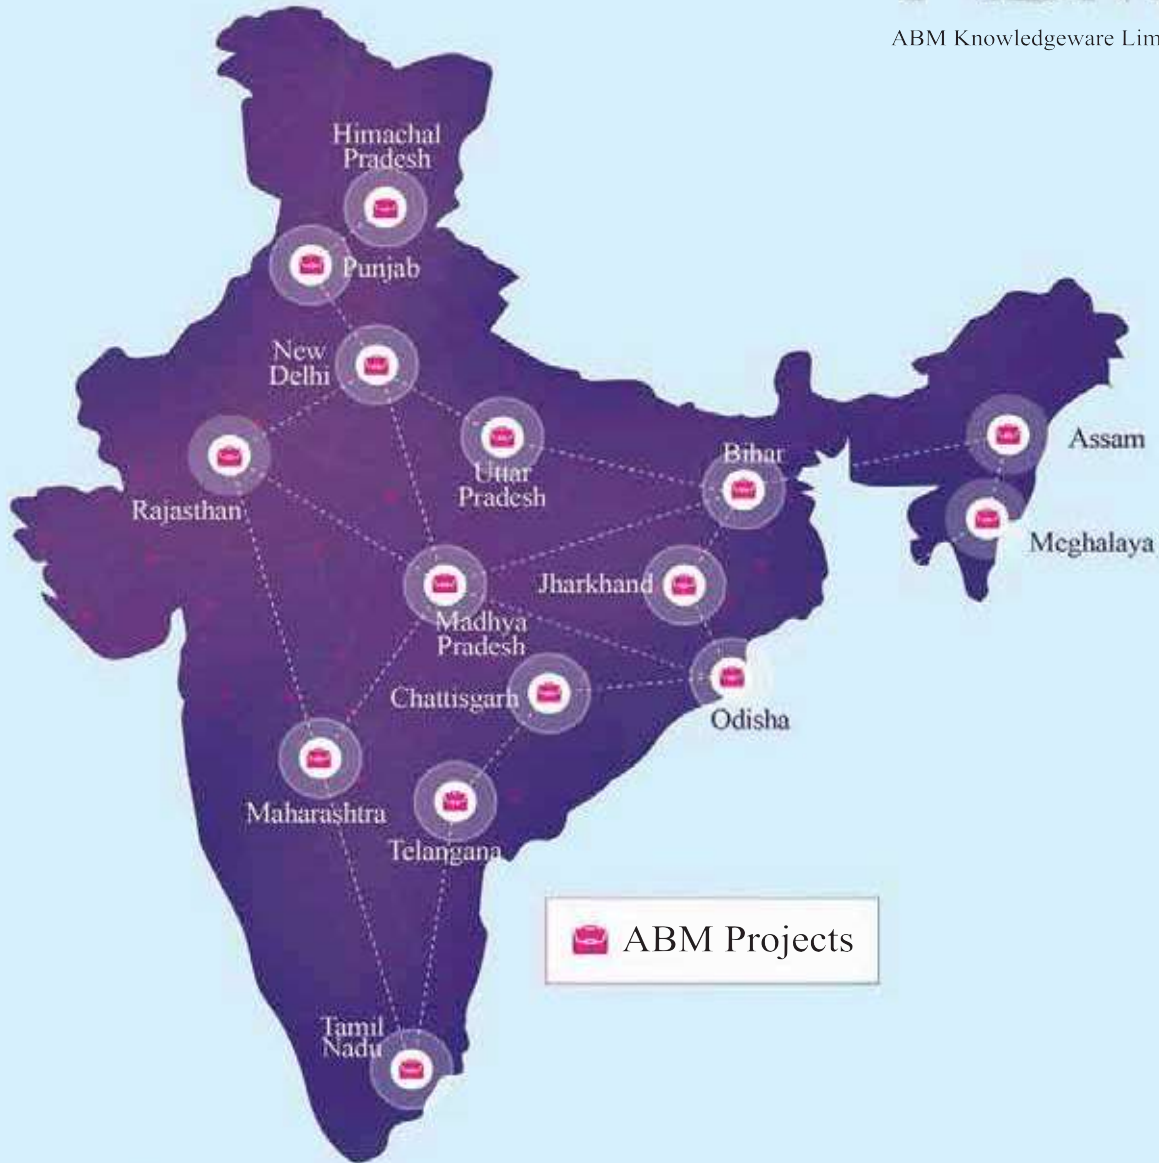 ABM Knowledgeware Lim
Himachal
Pradesh
Punjab
New
Delhi
Uttar
Pradesh
Bihar
Assam
Rajasthan
Meghalaya
Jharkhand
Madhya
Pradesh
Chattisgarh
Odisha
Maharashtra
Telangana
ABM Projects
Tamil
Nadu